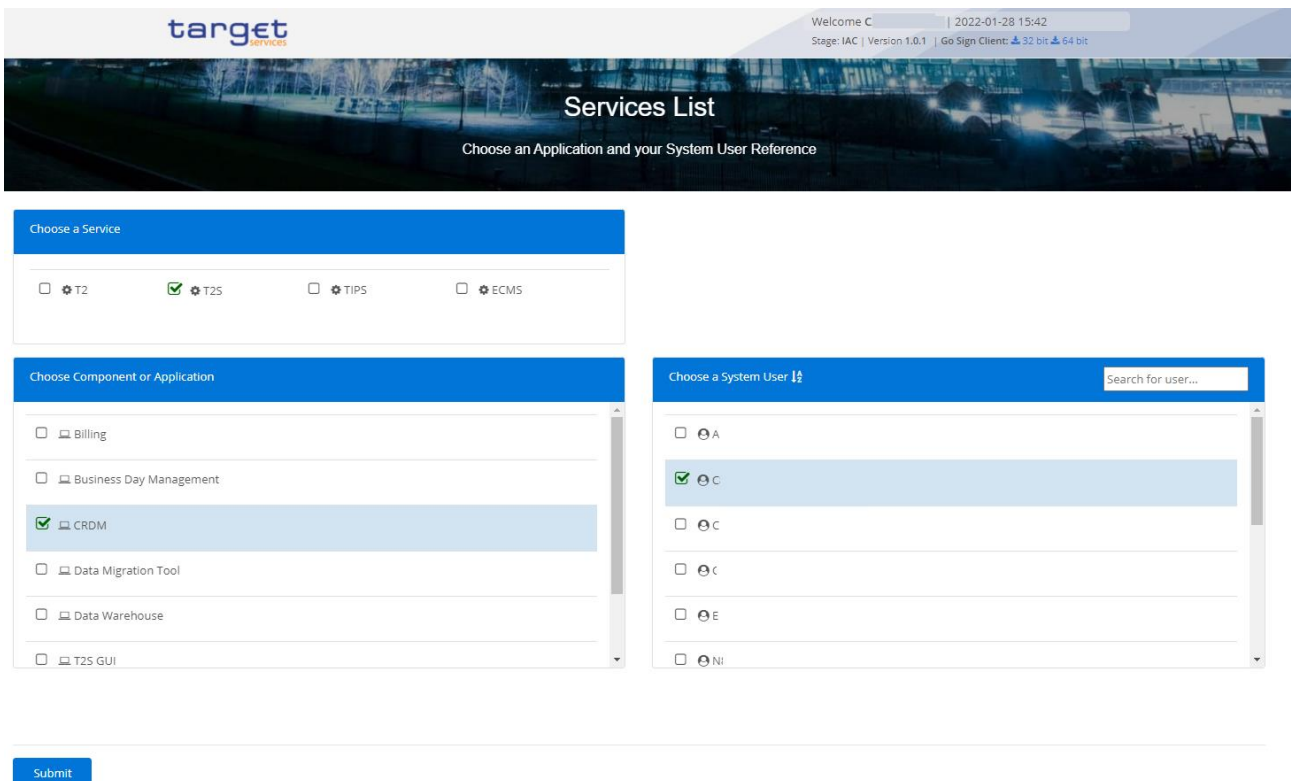 target
services
Welcome C | 2022-01-28 15:42
Stage: IAC | Version 1.0.1 | Go Sign Client: 32 bit 64 bit
Services List
Choose an Application and your System User Reference
Choose a Service
T2 T2S TIPS ECMS
Choose Component or Application
Billing
Business Day Management
CRDM
Data Migration Tool
Data Warehouse
T2S GUI
Choose a System User
Search for user...
A
C
C
C
E
Submit